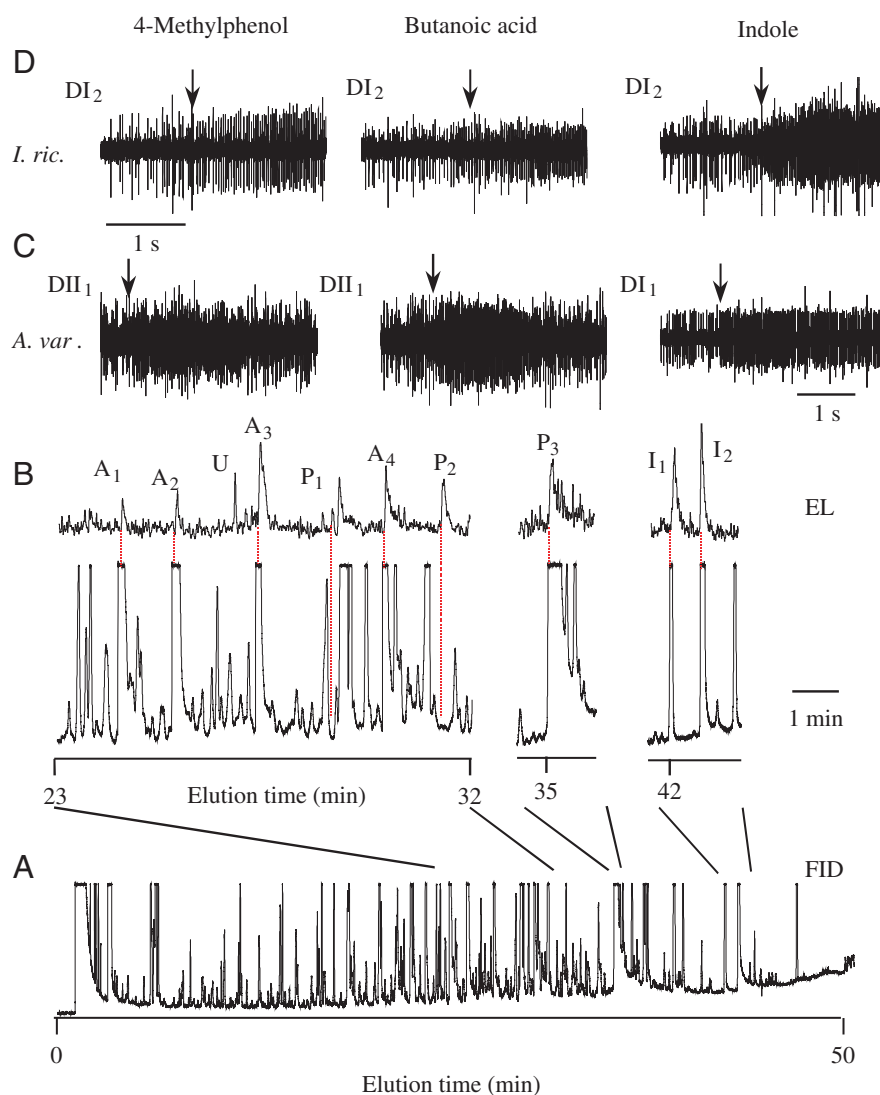 4-Methylphenol Butanoic acid Indole
D
DI2 DI2 DI2
I. ric.
1 s
C
DII1 DII1 DI1
A. var .
1 s
B
A1 A2 U A3 P1 A4 P2 P3 I1 I2
EL
1 min
23 Elution time (min) 32 35 42
A
FID
0 50
Elution time (min)